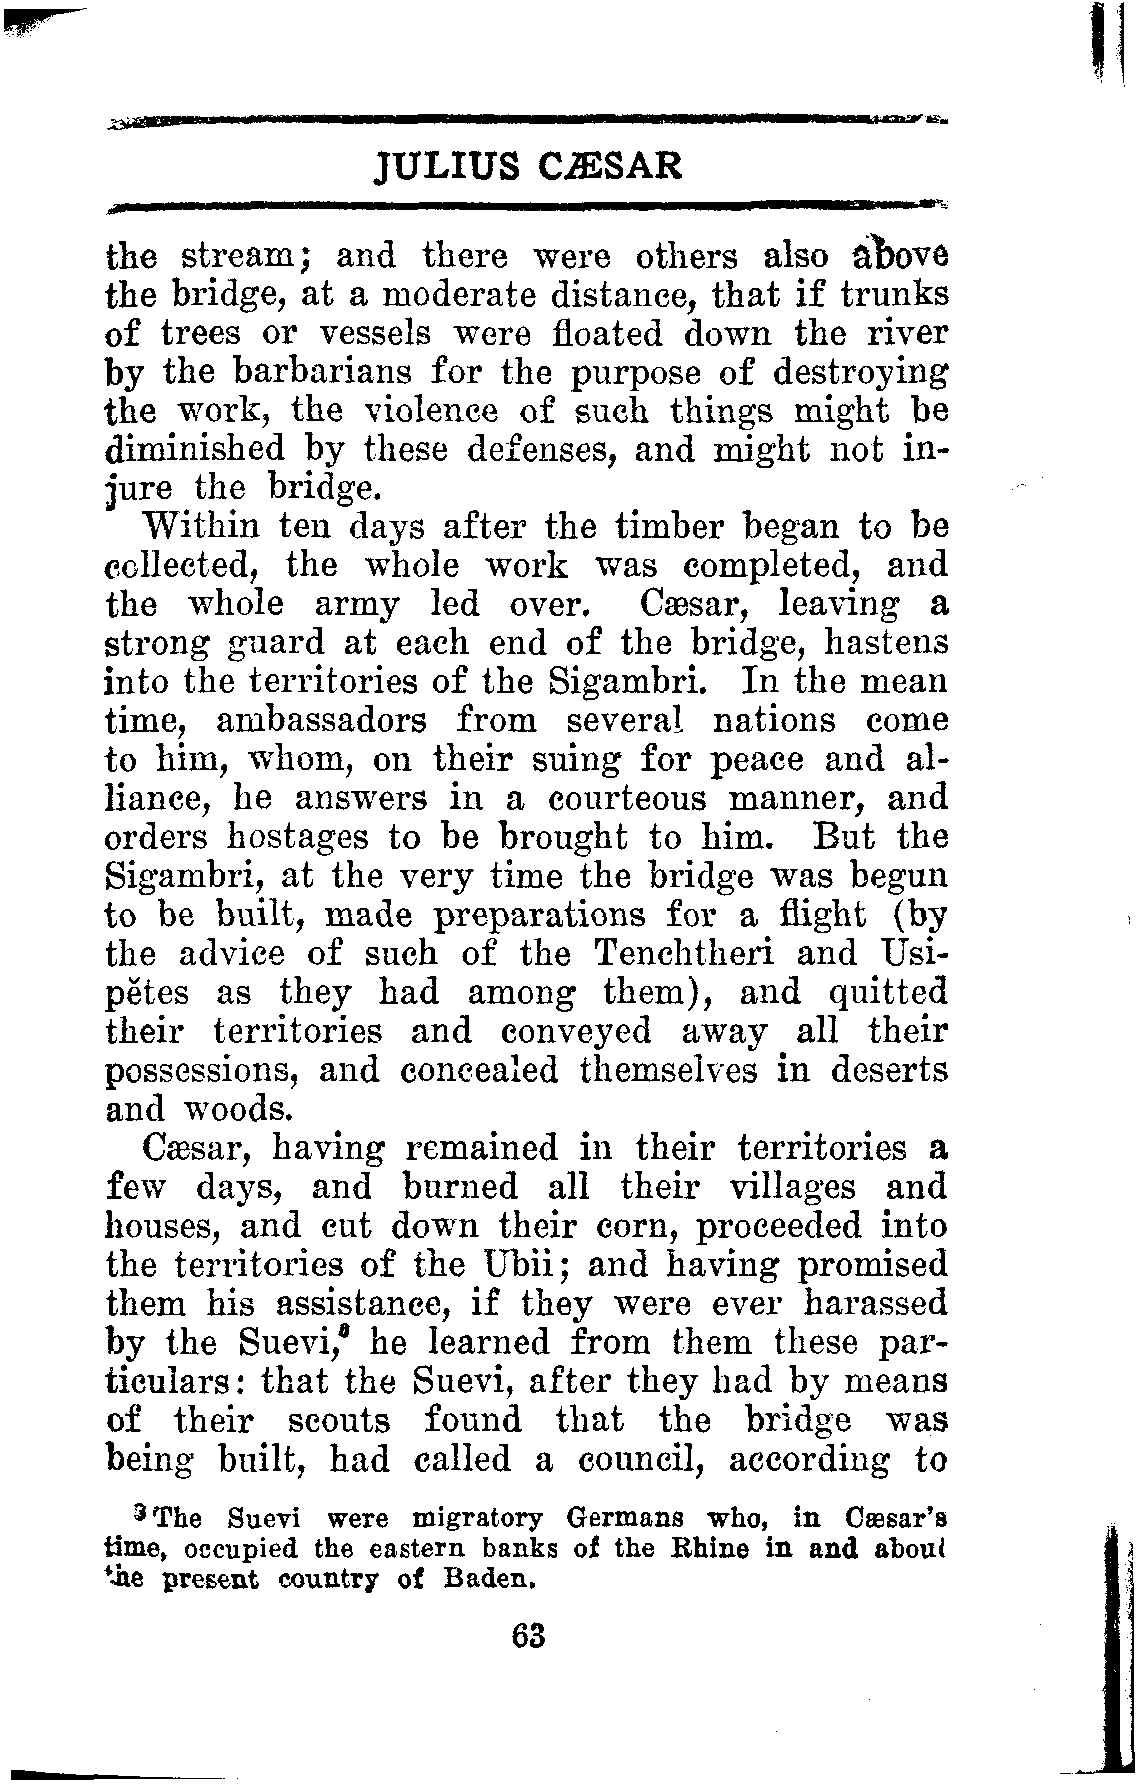 JULIUS CÆSAR
the stream; and there were others also above
the bridge, at a moderate distance, that if trunks
of trees or vessels were floated down the river
by the barbarians for the purpose of destroying
the work, the violence of such things might be
diminished by these defenses, and might not in-
jure the bridge.
Within ten days after the timber began to be
collected, the whole work was completed, and
the whole army led over. Cæsar, leaving a
strong guard at each end of the bridge, hastens
into the territories of the Sigambri. In the mean
time, ambassadors from several nations come
to him, whom, on their suing for peace and al-
liance, he answers in a courteous manner, and
orders hostages to be brought to him. But the
Sigambri, at the very time the bridge was begun
to be built, made preparations for a flight (by
the advice of such of the Tenchtheri and Usi-
pĕtes as they had among them), and quitted
their territories and conveyed away all their
possessions, and concealed themselves in deserts
and woods.
Cæsar, having remained in their territories a
few days, and burned all their villages and
houses, and cut down their corn, proceeded into
the territories of the Ubii; and having promised
them his assistance, if they were ever harassed
by the Suevi,³ he learned from them these par-
ticulars: that the Suevi, after they had by means
of their scouts found that the bridge was
being built, had called a council, according to
³ The Suevi were migratory Germans who, in Cæsar's
time, occupied the eastern banks of the Rhine in and about
the present country of Baden.
63